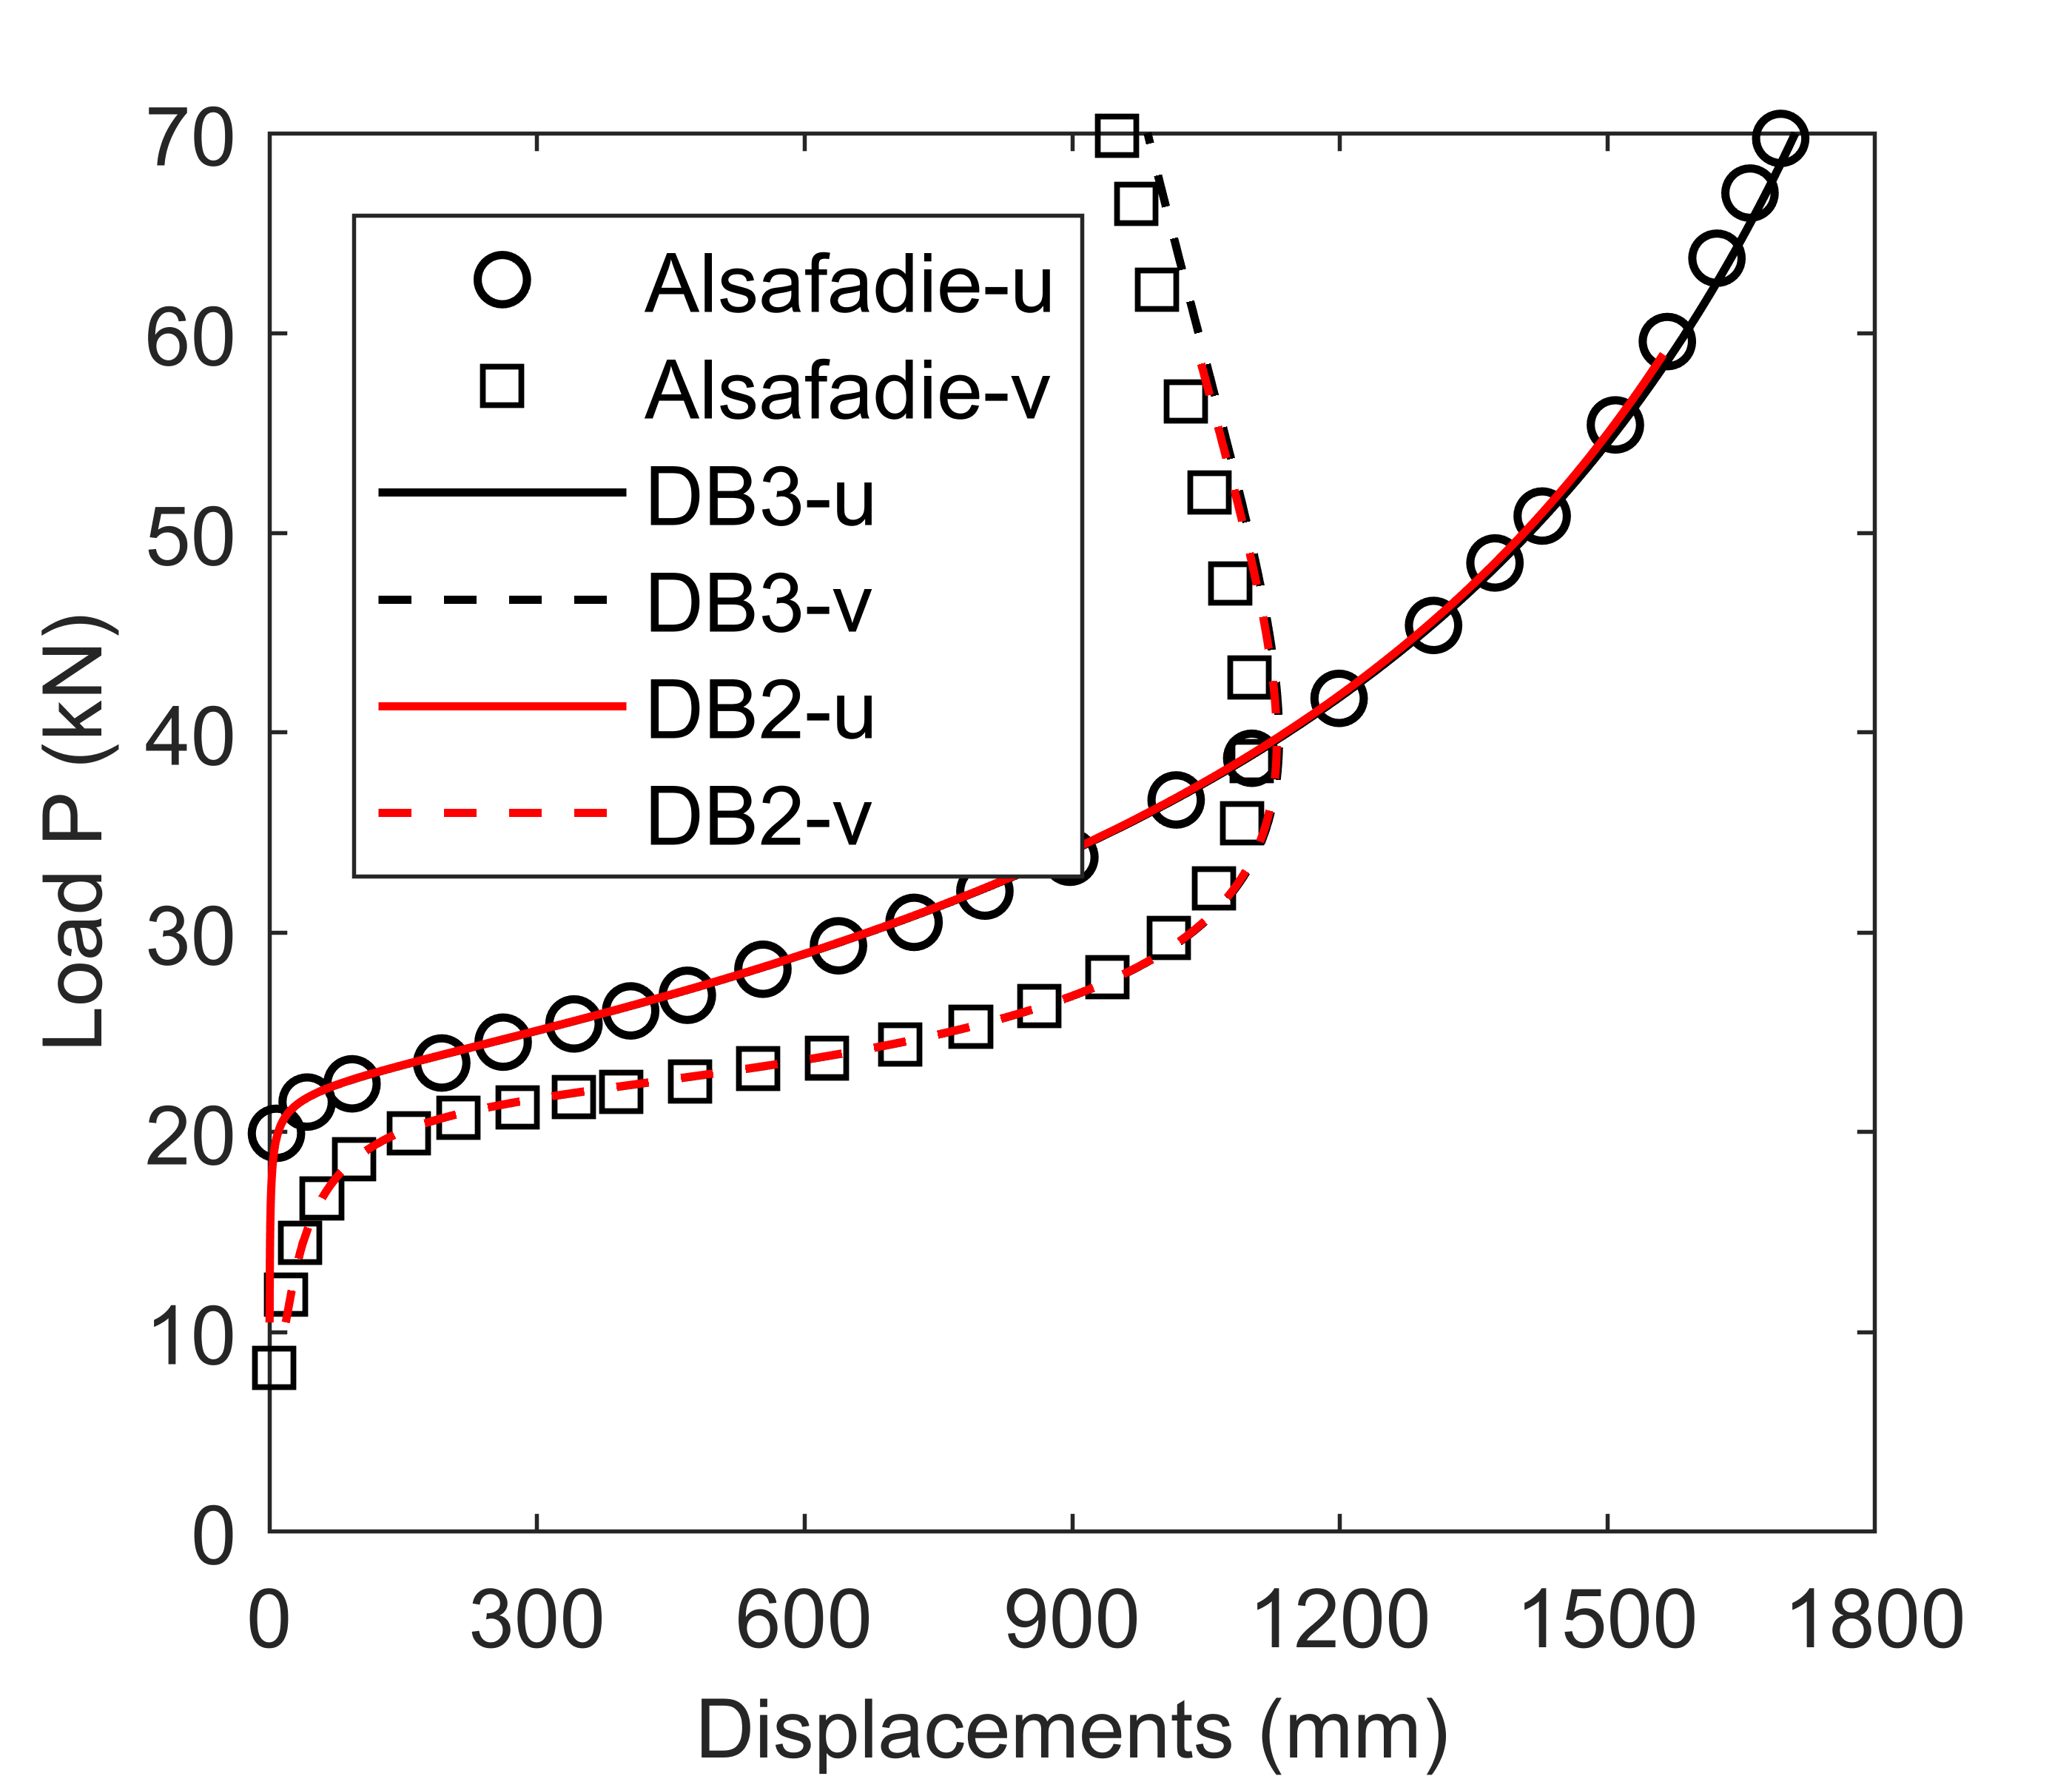 70
60
50
40
30
20
10
0
Load P (kN)
Alsafadie-u
Alsafadie-v
DB3-u
DB3-v
DB2-u
DB2-v
0 300 600 900 1200 1500 1800
Displacements (mm)